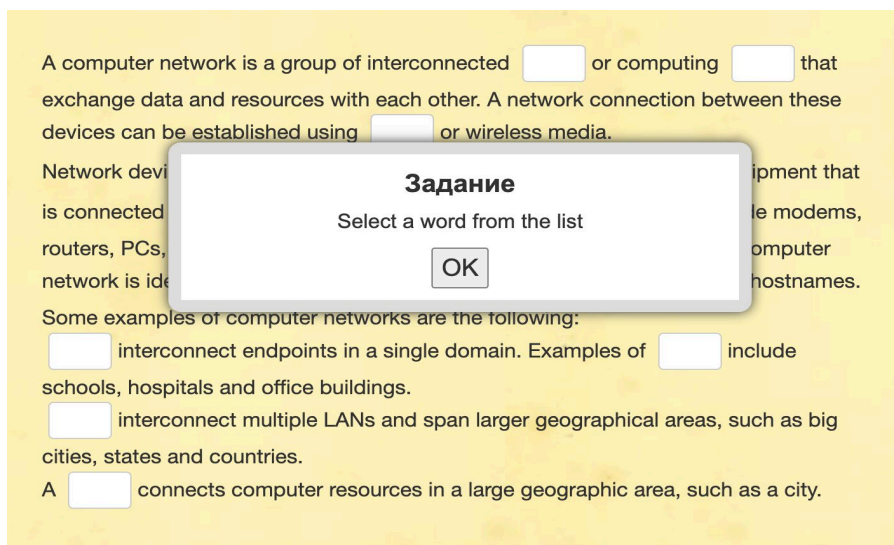 A computer network is a group of interconnected or computing that
exchange data and resources with each other. A network connection between these
devices can be established using or wireless media.
Network devi
ipment that
is connected
le modems,
routers, PCs,
omputer
network is ide
hostnames.
Задание
Select a word from the list
OK
Some examples of computer networks are the following:
interconnect endpoints in a single domain. Examples of include
schools, hospitals and office buildings.
interconnect multiple LANs and span larger geographical areas, such as big
cities, states and countries.
A connects computer resources in a large geographic area, such as a city.